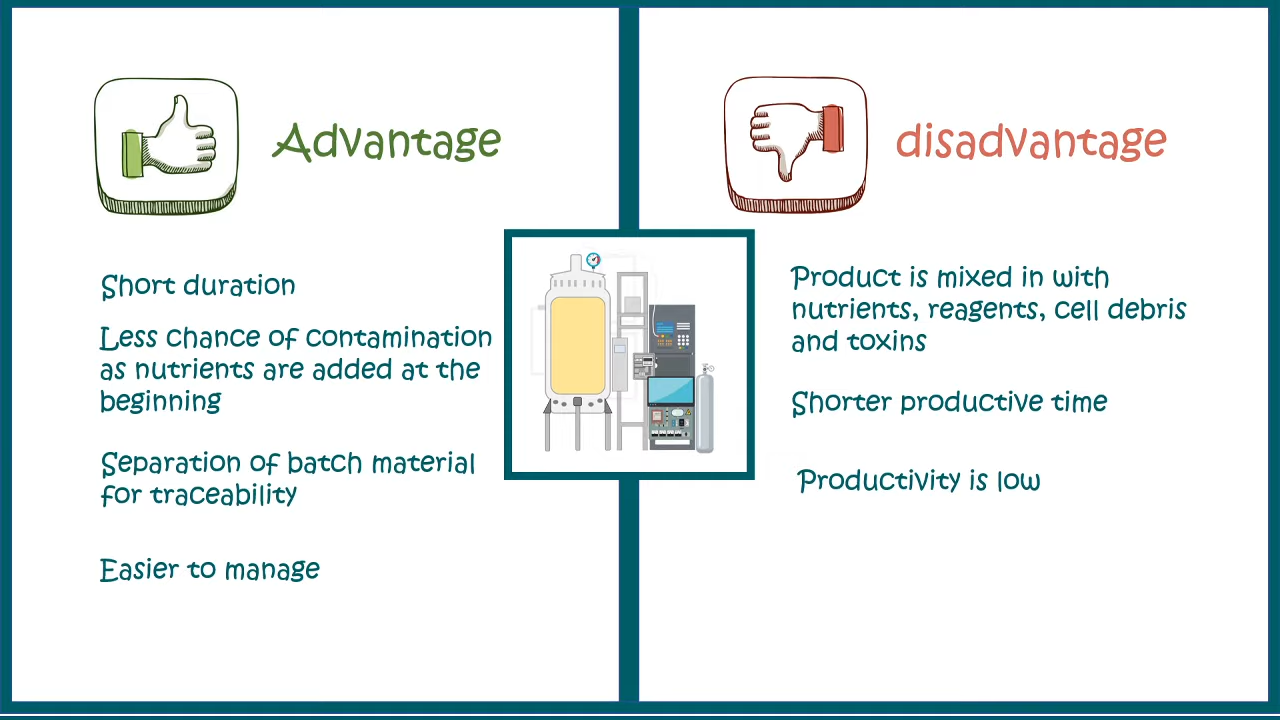 Advantage
Short duration
Less chance of contamination
as nutrients are added at the
beginning
Separation of batch material
for traceability
Easier to manage
disadvantage
Product is mixed in with
nutrients, reagents, cell debris
and toxins
Shorter productive time
Productivity is low